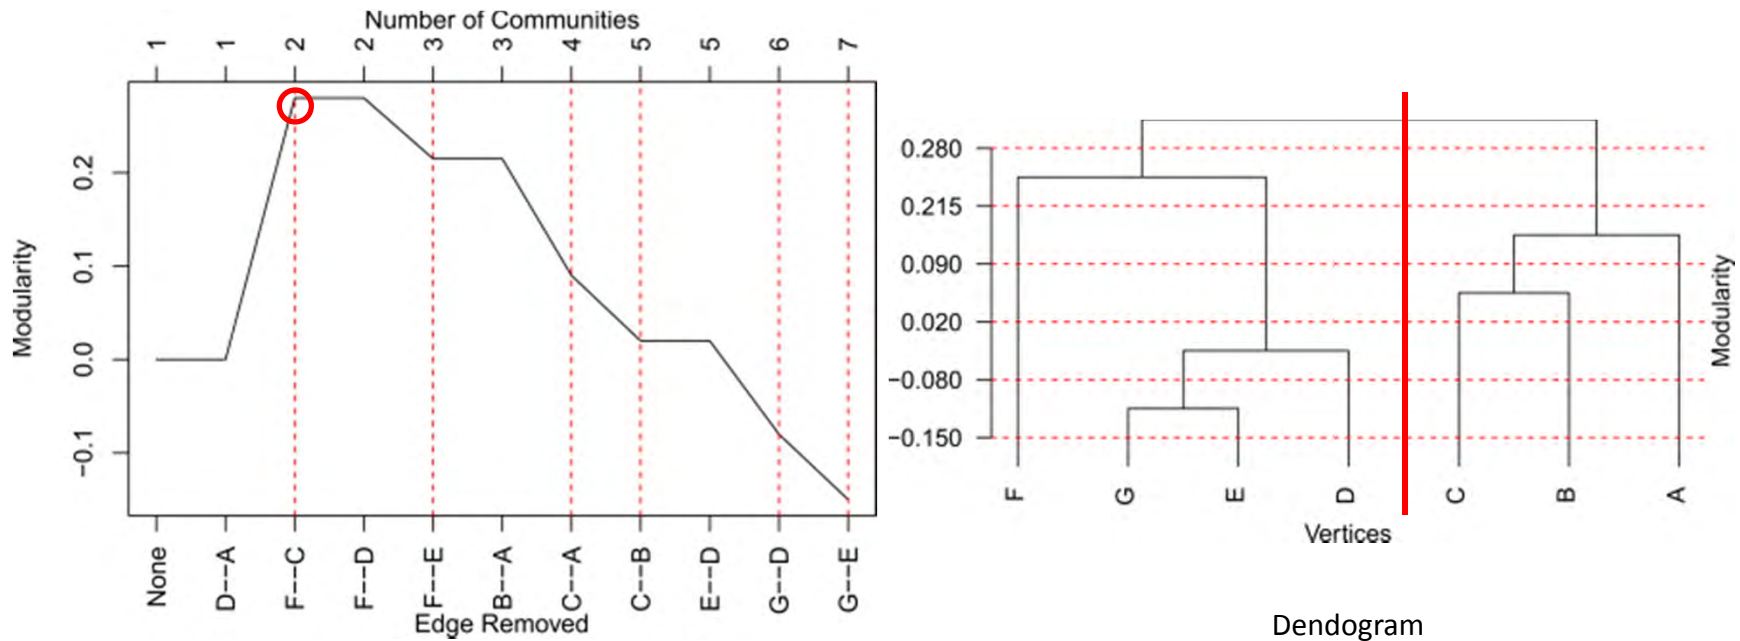 Number of Communities
1 1 2 2 3 3 4 5 5 6 7
Modularity
0.2
0.1
0.0
−0.1
None D--A F--C F--D F--E B--A C--A C--B E--D G--D G--E
Edge Removed
0.280
0.215
0.090
0.020
−0.080
−0.150
Modularity
F G E D C B A
Vertices
Dendogram